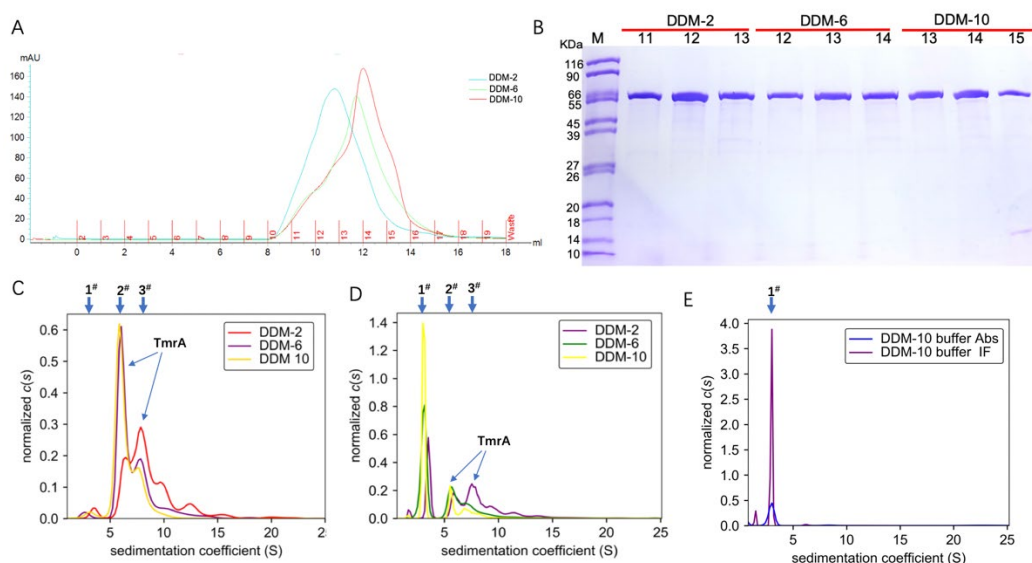 A
mAU
160
140
120
100
80
60
40
20
0
DDM-2
DDM-6
DDM-10
2 3 4 5 6 7 8 9 10 11 12 13 14 15 16 17 18 19 Waste
0 2 4 6 8 10 12 14 16 18 ml
B
DDM-2 DDM-6 DDM-10
KDa M 11 12 13 12 13 14 13 14 15
116
90
66
55
45
39
27
26
20
18
14
10
C
1# 2# 3#
normalized c(s)
0.6
0.5
0.4
0.3
0.2
0.1
0.0
TmrA
DDM-2
DDM-6
DDM 10
0 5 10 15 20 25
sedimentation coefficient (S)
D
1# 2# 3#
normalized c(s)
1.4
1.2
1.0
0.8
0.6
0.4
0.2
0.0
DDM-2
DDM-6
DDM-10
TmrA
5 10 15 20 25
sedimentation coefficient (S)
E
1#
normalized c(s)
4.0
3.5
3.0
2.5
2.0
1.5
1.0
0.5
0.0
DDM-10 buffer Abs
DDM-10 buffer IF
5 10 15 20 25
sedimentation coefficient (S)